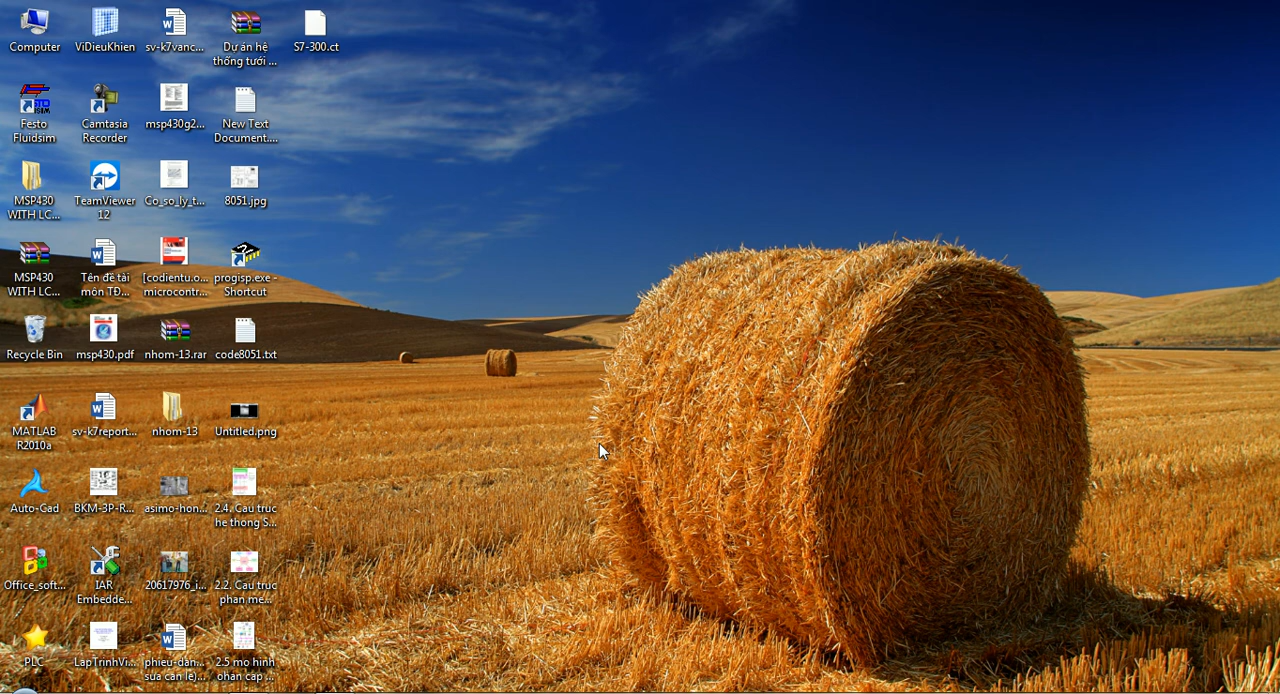 Computer
ViDieuKhien
sv-k7vanc...
Dự án hệ
thống tưới ...
S7-300.ct
Festo
Fluidsim
Camtasia
Recorder
msp430g2...
New Text
Document....
MSP430
WITH LC...
TeamViewer
12
Co_so_ly_t...
8051.jpg
MSP430
WITH LC...
Tên đề tài
môn TĐ...
[codientu.o...
microcontr...
progisp.exe -
Shortcut
Recycle Bin
msp430.pdf
nhom-13.rar
code8051.txt
MATLAB
R2010a
sv-k7report...
nhom-13
Untitled.png
Auto-Gad
BKM-3P-R...
asimo-hon...
2.4. Cau truc
he thong S...
Office_soft...
IAR
Embedde...
20617976_i...
2.2. Cau truc
phan me...
PLC
LapTrinhVi...
phieu-dan...
sua can le)...
2.5 mo hinh
phan cap ...